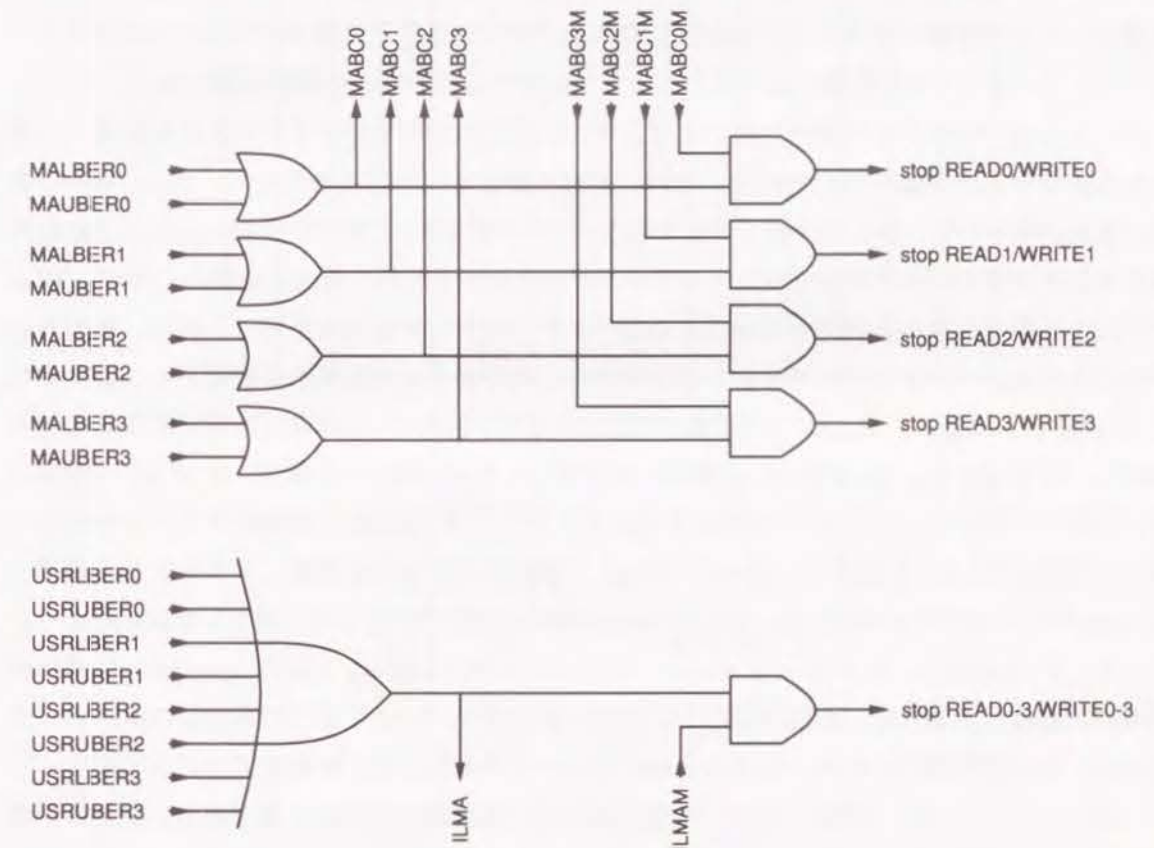 MABC0
MABC1
MABC2
MABC3
MABC3M
MABC2M
MABC1M
MABC0M
MALBER0
MAUBER0
stop READ0/WRITE0
MALBER1
MAUBER1
stop READ1/WRITE1
MALBER2
MAUBER2
stop READ2/WRITE2
MALBER3
MAUBER3
stop READ3/WRITE3
USRLBER0
USRUBER0
USRLBER1
USRUBER1
USRLBER2
USRUBER2
USRLBER3
USRUBER3
stop READ0-3/WRITE0-3
ILMA
LMAM